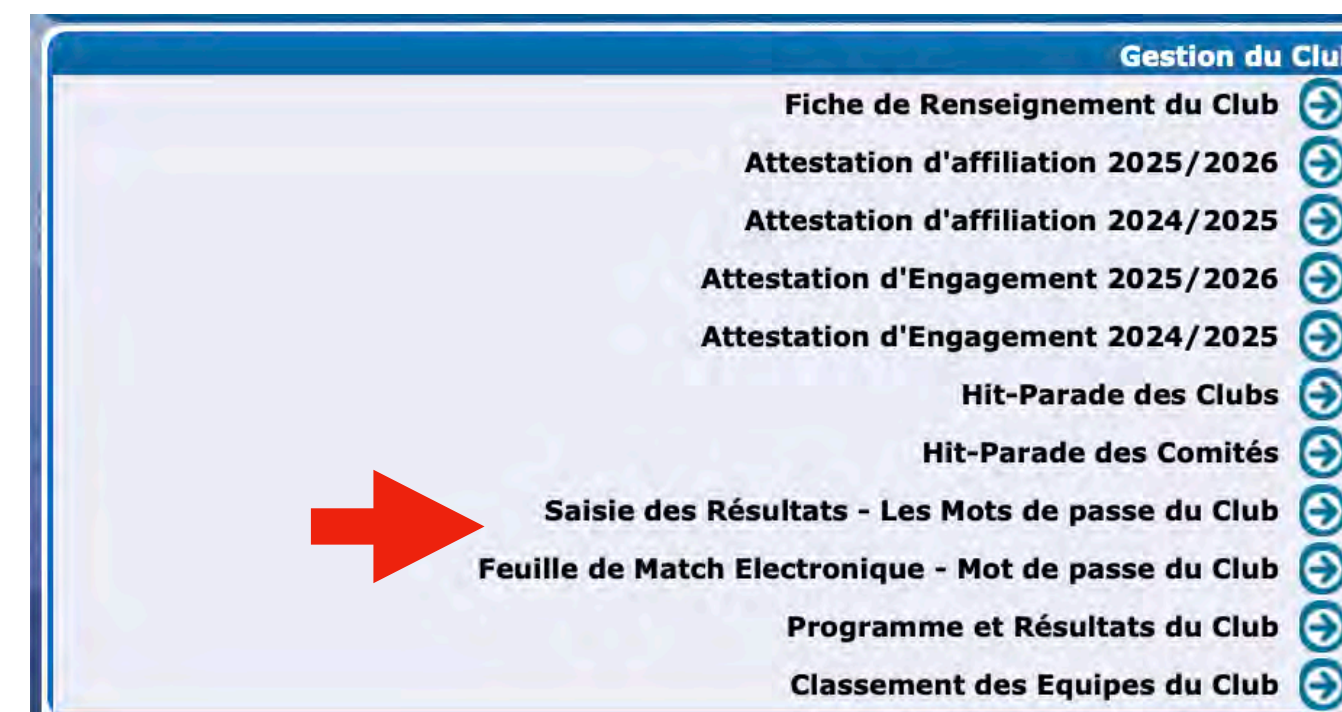 Gestion du Clu
Fiche de Renseignement du Club
Attestation d'affiliation 2025/2026
Attestation d'affiliation 2024/2025
Attestation d'Engagement 2025/2026
Attestation d'Engagement 2024/2025
Hit-Parade des Clubs
Hit-Parade des Comités
Saisie des Résultats - Les Mots de passe du Club
Feuille de Match Electronique - Mot de passe du Club
Programme et Résultats du Club
Classement des Equipes du Club